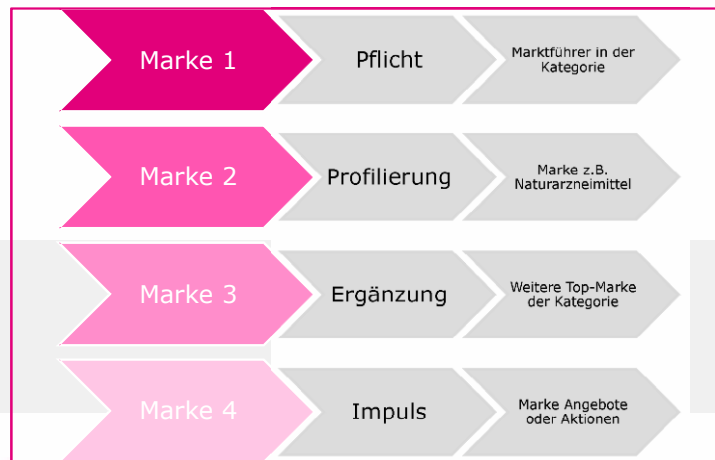 Marke 1
Pflicht
Marktführer in der
Kategorie
Marke 2
Profilierung
Marke z.B.
Naturarzneimittel
Marke 3
Ergänzung
Weitere Top-Marke
der Kategorie
Marke 4
Impuls
Marke Angebote
oder Aktionen